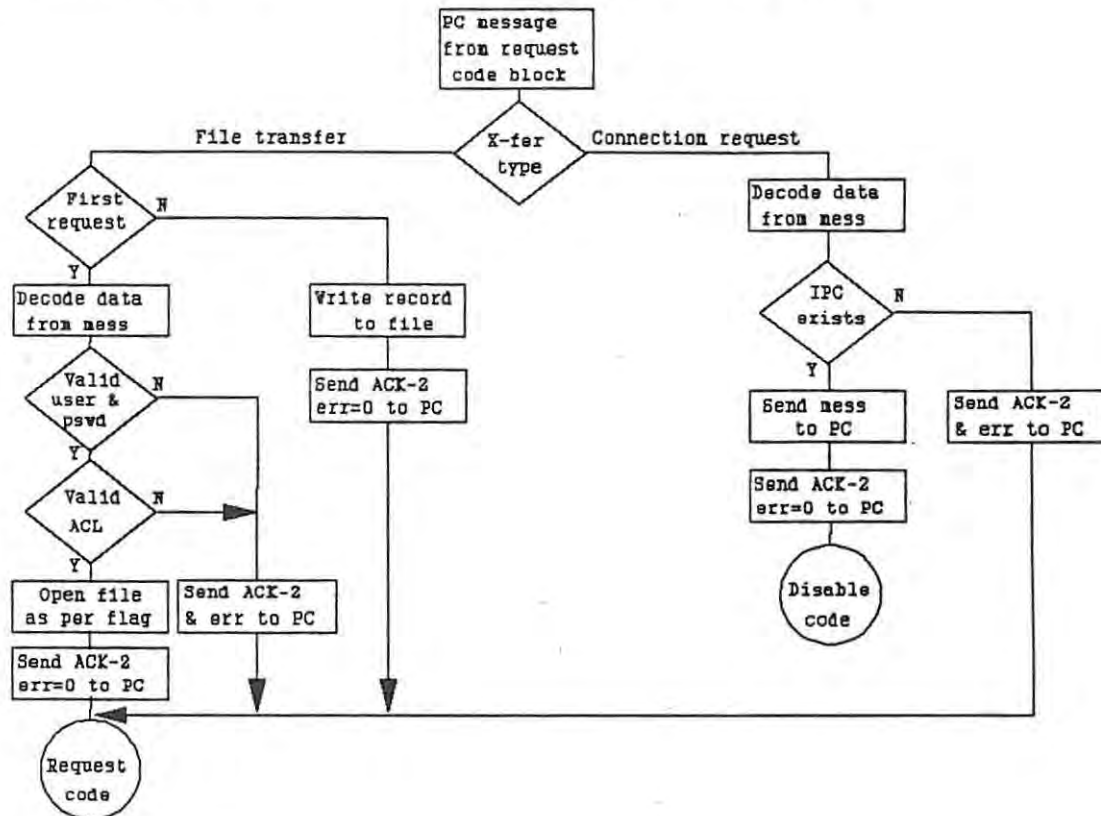 PC message
from request
code block
File transfer
X-fer
type
Connection request
First
request
N
Y
Decode data
from mess
Valid
user &
pswd
N
Y
Valid
ACL
N
Y
Open file
as per flag
Send ACK-2
err=0 to PC
Request
code
Send ACK-2
& err to PC
Write record
to file
Send ACK-2
err=0 to PC
Decode data
from mess
IPC
exists
N
Y
Send mess
to PC
Send ACK-2
err=0 to PC
Disable
code
Send ACK-2
& err to PC